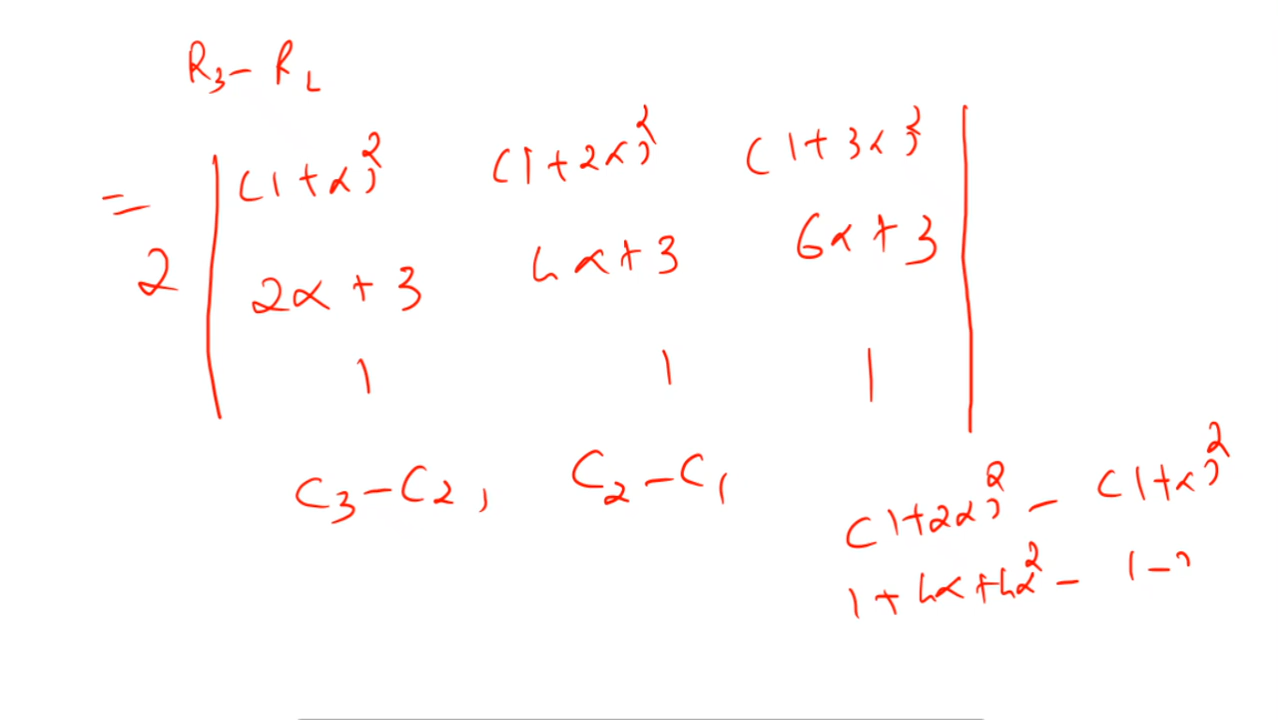 R₃ - R₂
= 2 | (1+α)² (1+2α)² (1+3α)² |
2α + 3 4α + 3 6α + 3
1 1 1
C₃ - C₂, C₂ - C₁
(1+2α)² - (1+α)²
1 + 4α + 4α² - 1 -